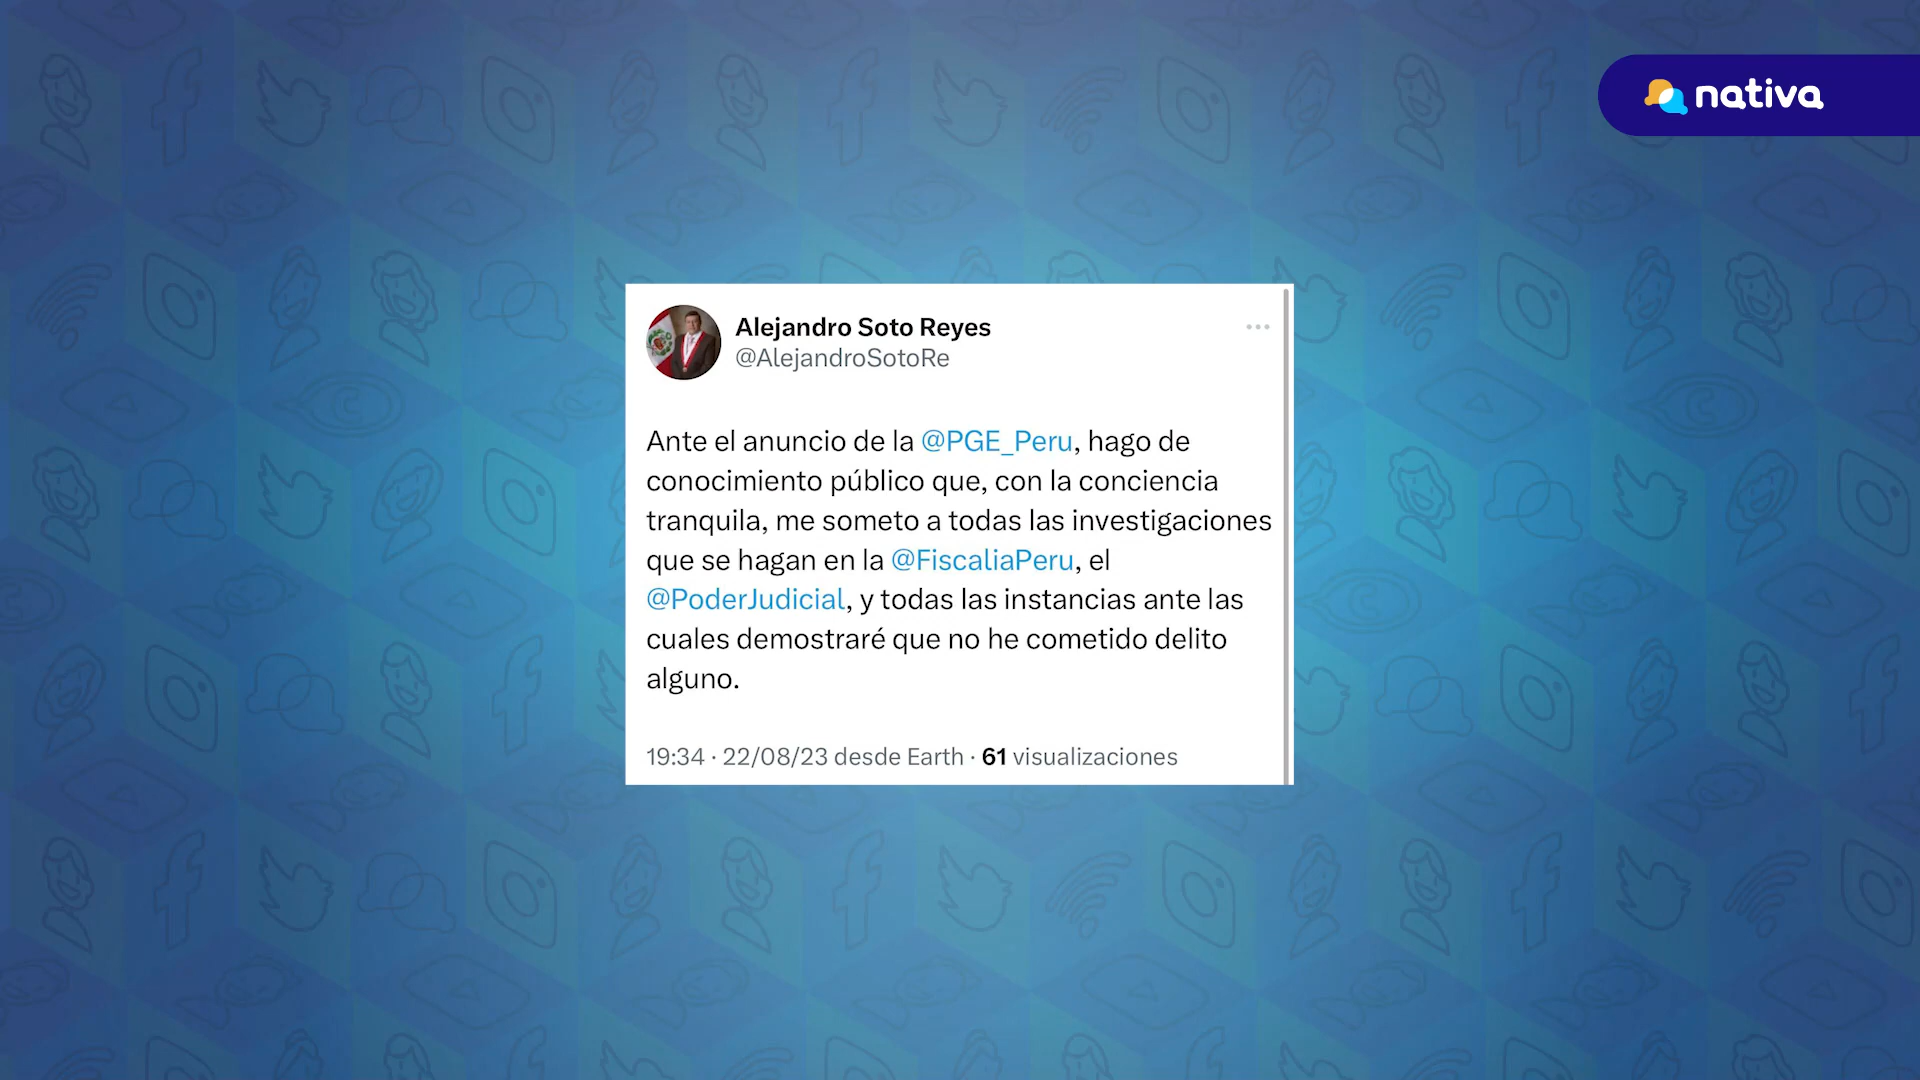 nativa
Alejandro Soto Reyes
@AlejandroSotoRe
Ante el anuncio de la @PGE_Peru, hago de
conocimiento público que, con la conciencia
tranquila, me someto a todas las investigaciones
que se hagan en la @FiscaliaPeru, el
@PoderJudicial, y todas las instancias ante las
cuales demostraré que no he cometido delito
alguno.
19:34 · 22/08/23 desde Earth · 61 visualizaciones